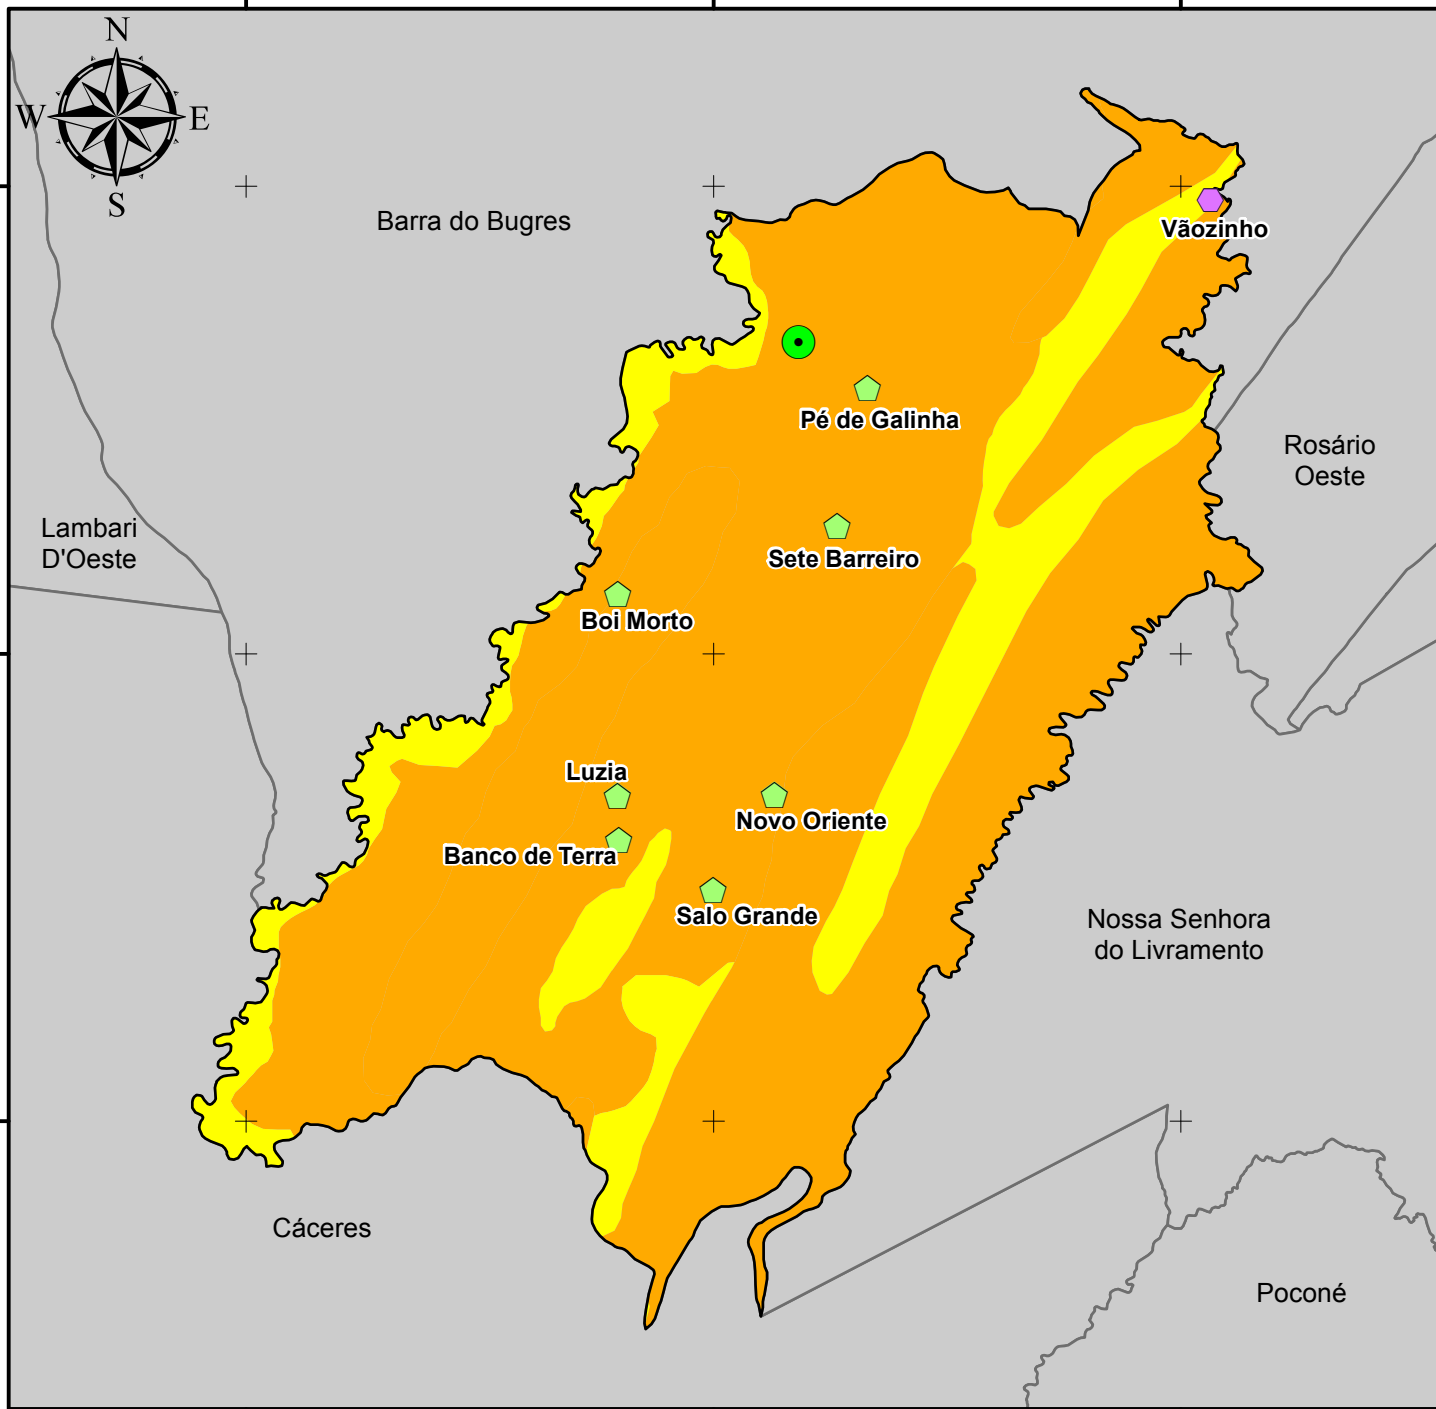 N
W
E
S
Barra do Bugres
Vãozinho
Pé de Galinha
Rosário
Oeste
Lambari
D'Oeste
Sete Barreiro
Boi Morto
Luzia
Novo Oriente
Banco de Terra
Salo Grande
Nossa Senhora
do Livramento
Cáceres
Poconé